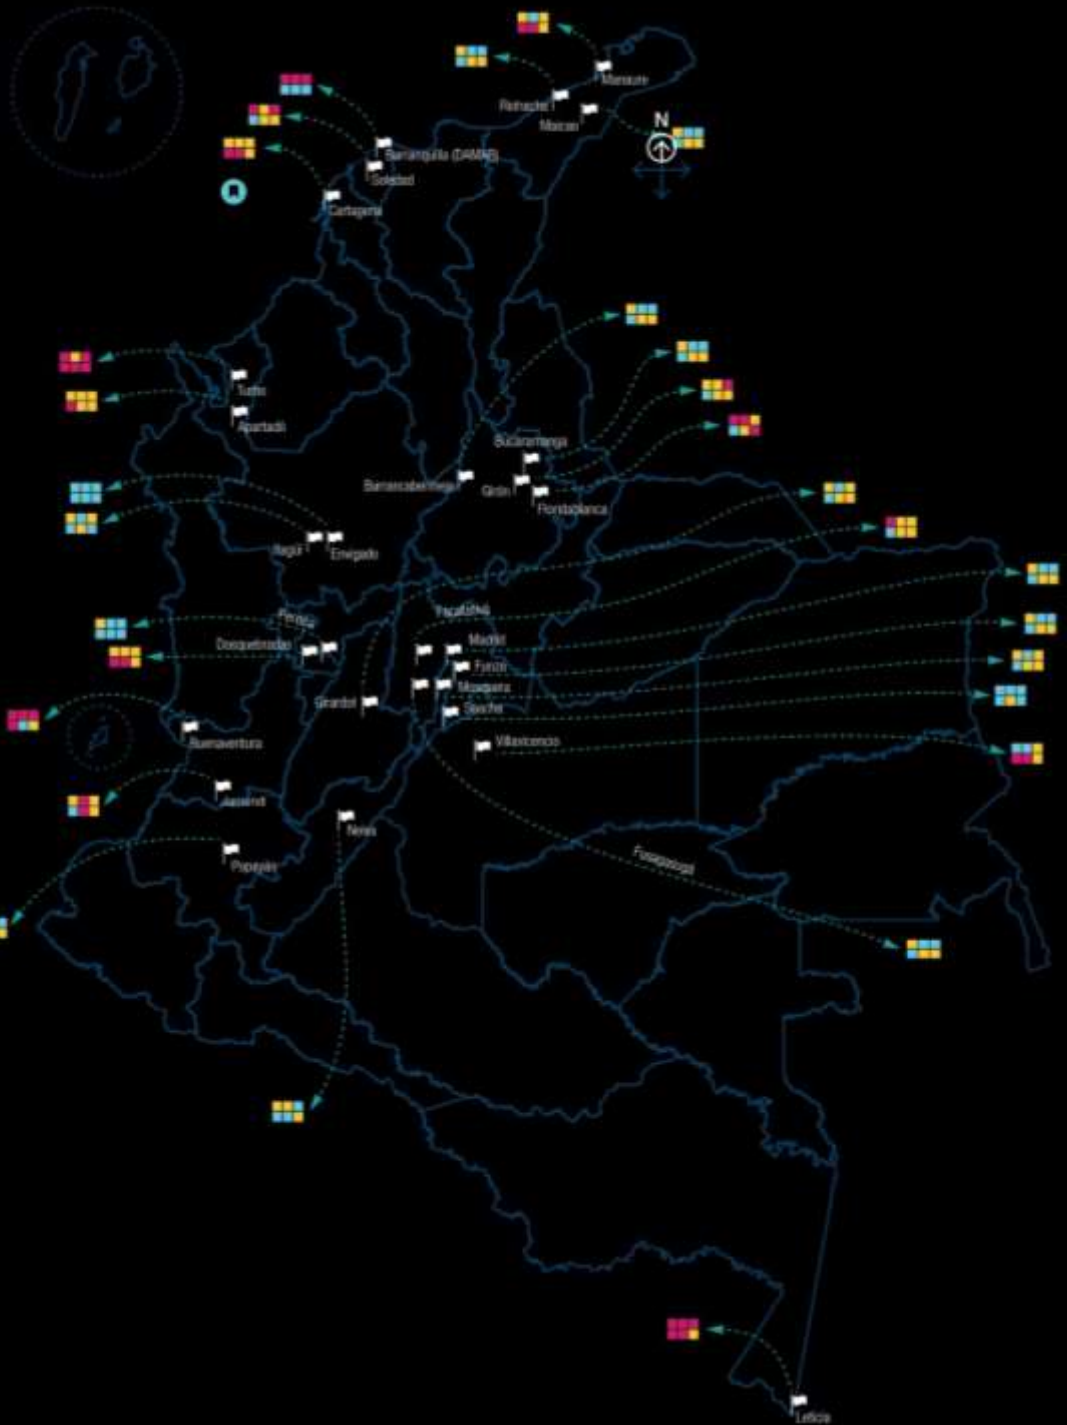 Manaure
Riohacha
N
Maicao
Barranquilla (DAMAB)
Soledad
Cartagena
Turbo
Apartadó
Bucaramanga
Barrancabermeja
Girón
Floridablanca
Itagüí
Envigado
Facatativá
Pereira
Dosquebradas
Madrid
Funza
Mosquera
Girardot
Soacha
Villavicencio
Buenaventura
Jamundí
Neiva
Popayán
Fusagasugá
Leticia